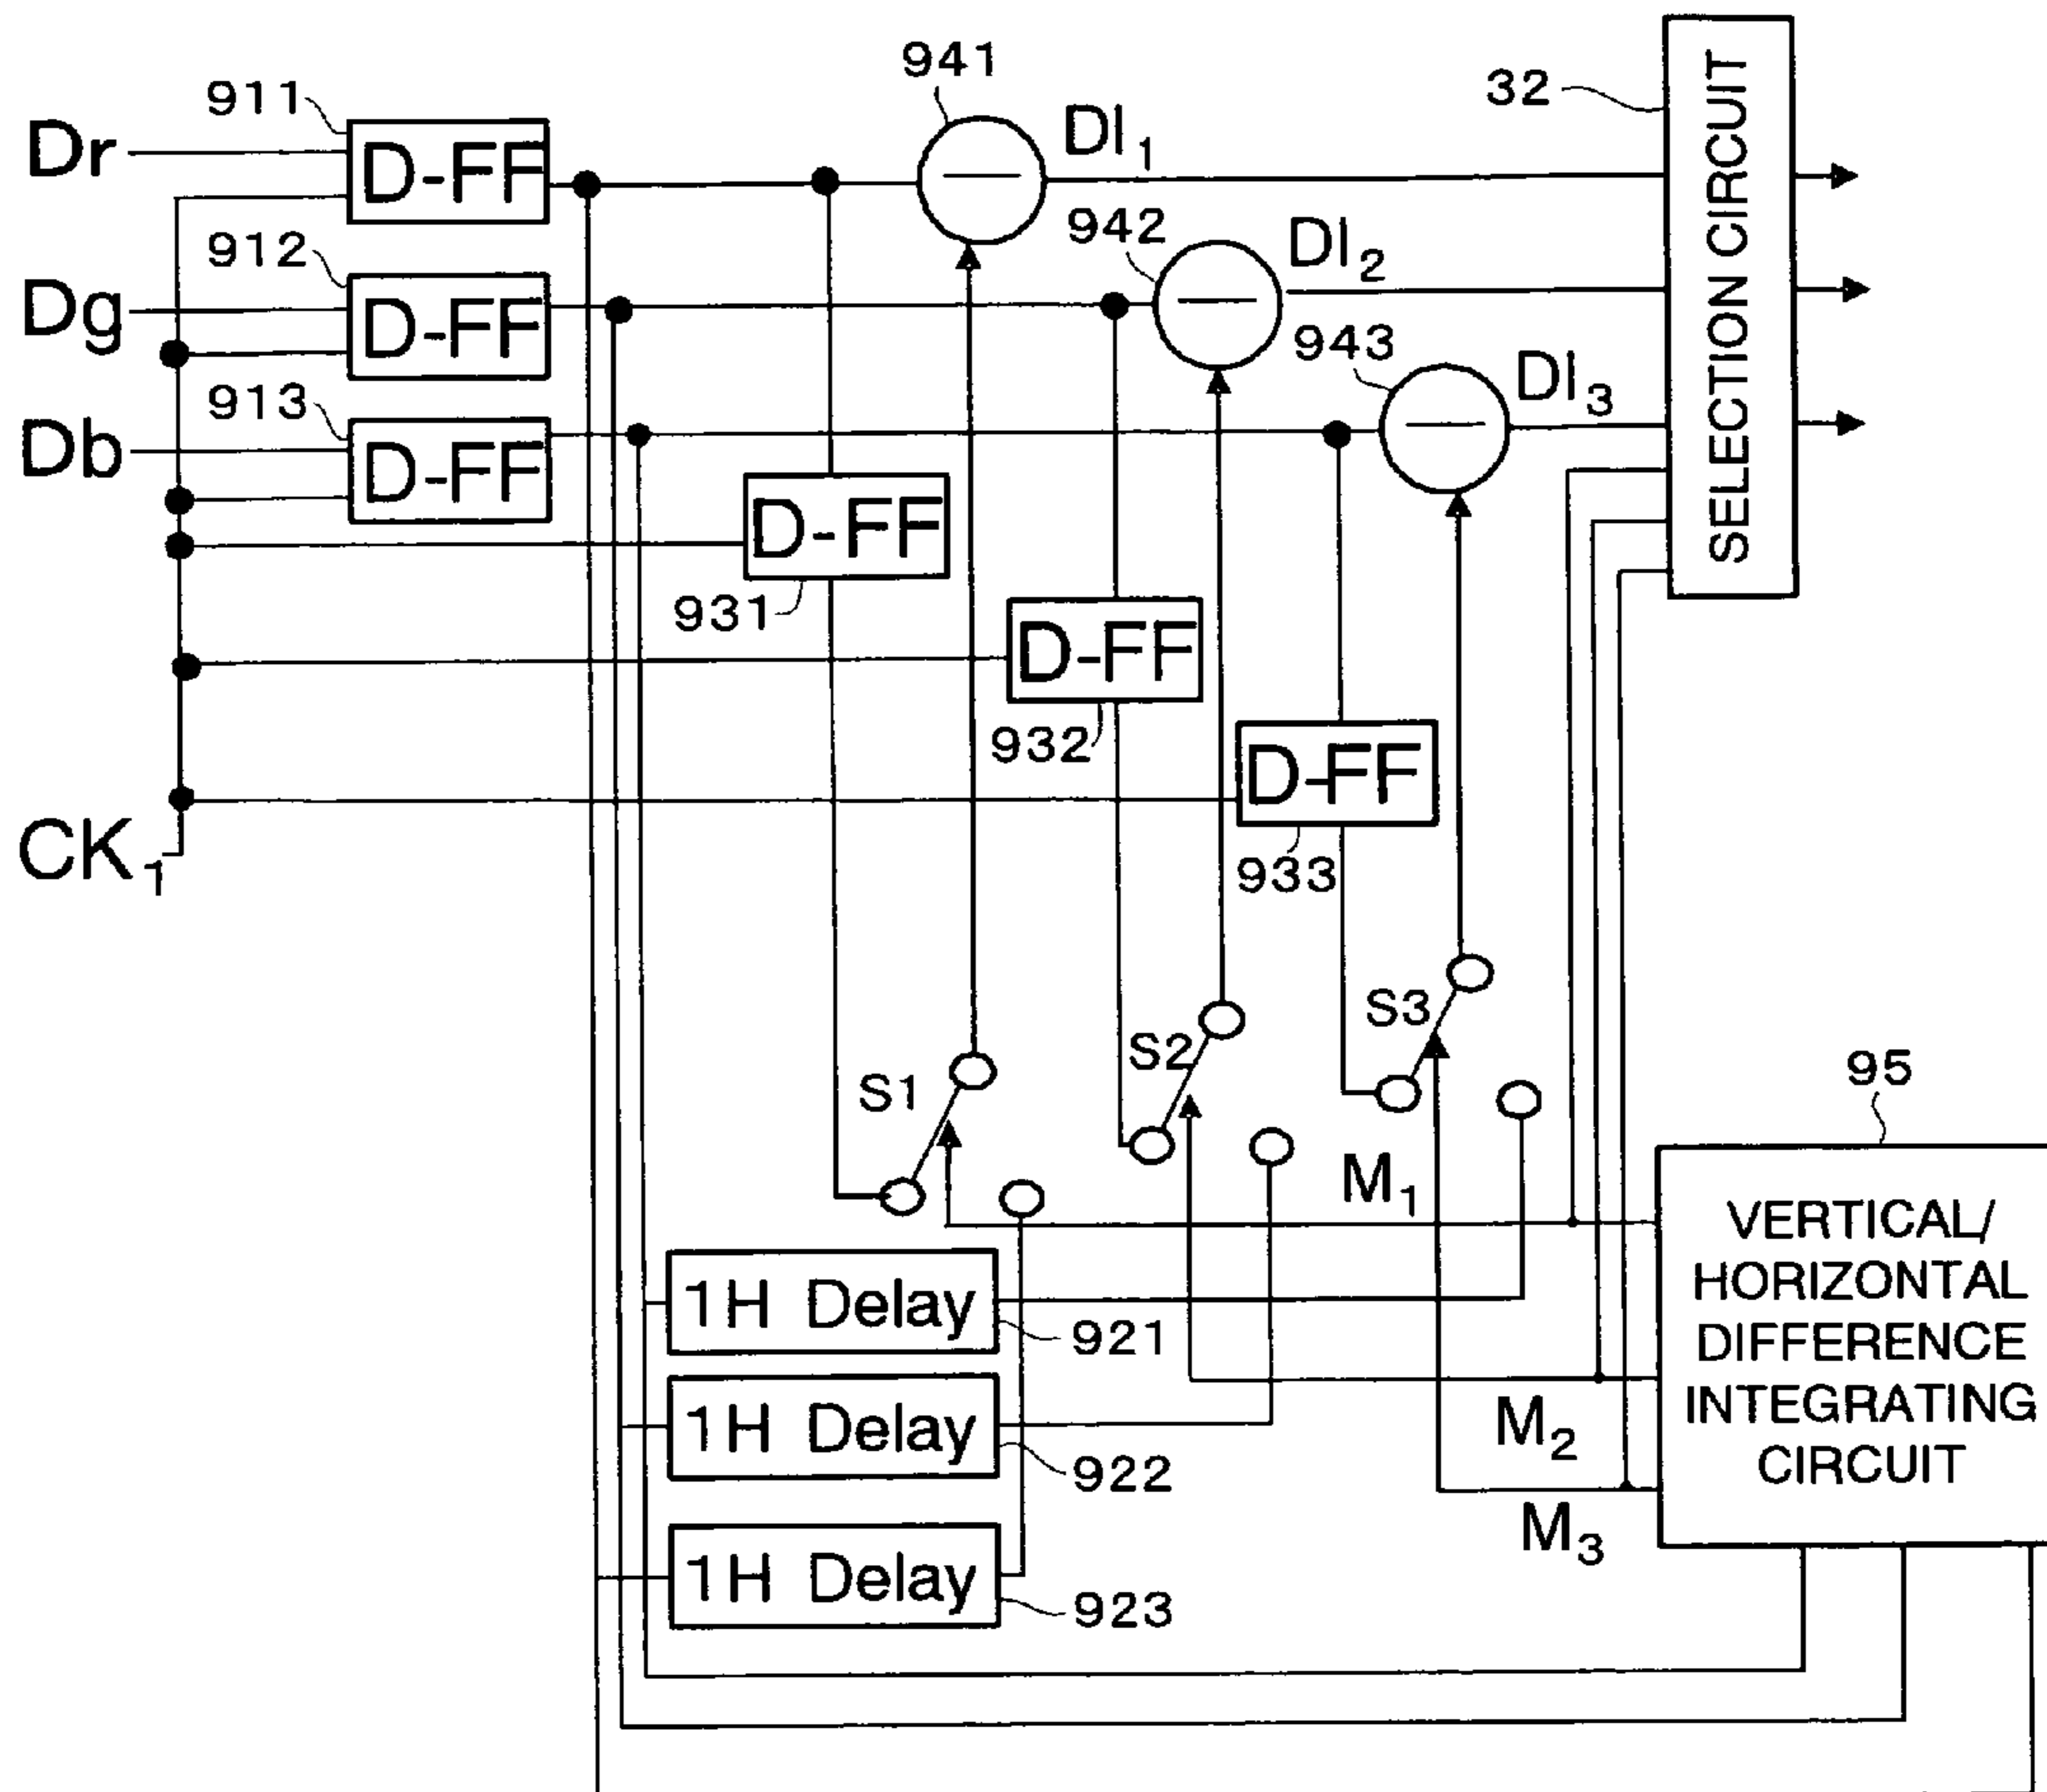 941
32
SELECTION CIRCUIT
911
Dr
D-FF
DI1
942
912
DI2
Dg
D-FF
943
913
DI3
Db
D-FF
D-FF
931
D-FF
932
D-FF
CK1
933
S3
S2
S1
95
M1
VERTICAL/
HORIZONTAL
DIFFERENCE
INTEGRATING
CIRCUIT
1H Delay
921
1H Delay
922
M2
M3
1H Delay
923